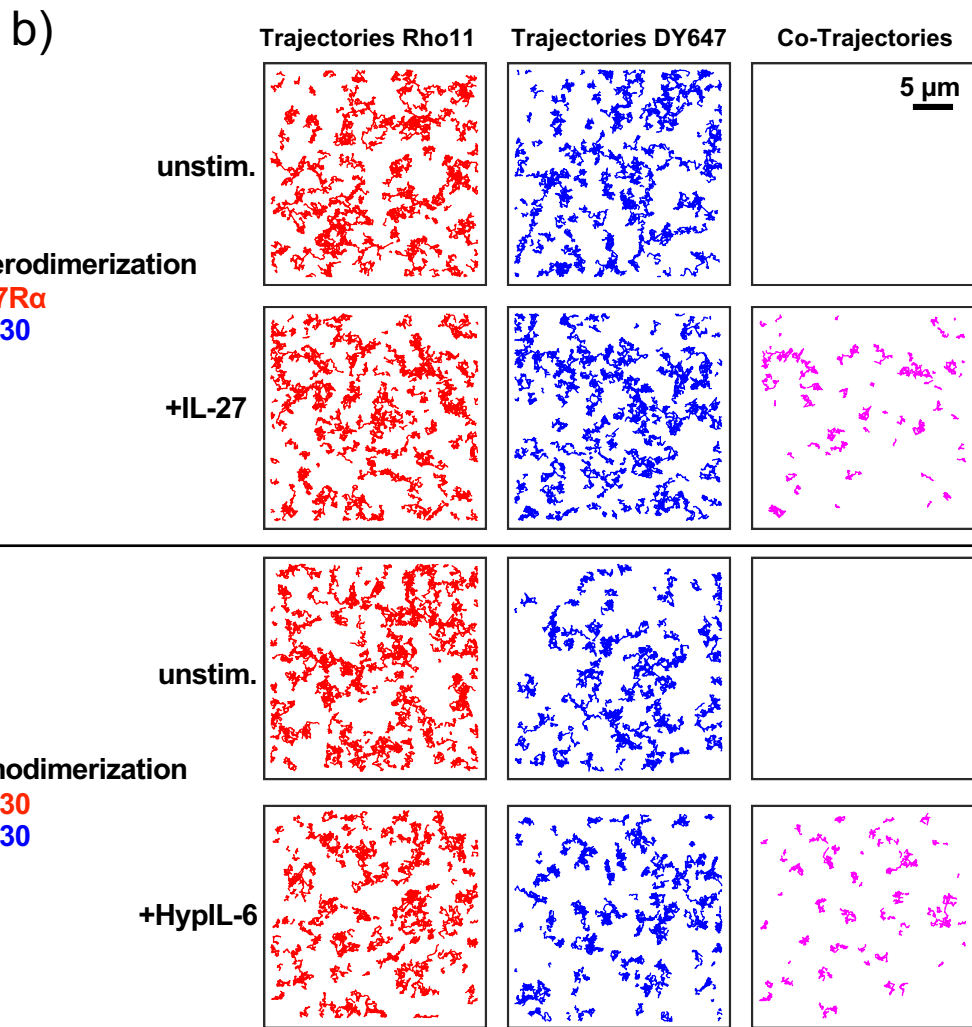 b)
Trajectories Rho11 Trajectories DY647 Co-Trajectories
5 µm
unstim.
erodimerization
7Rα
30
+IL-27
unstim.
nodimerization
30
30
+HypIL-6